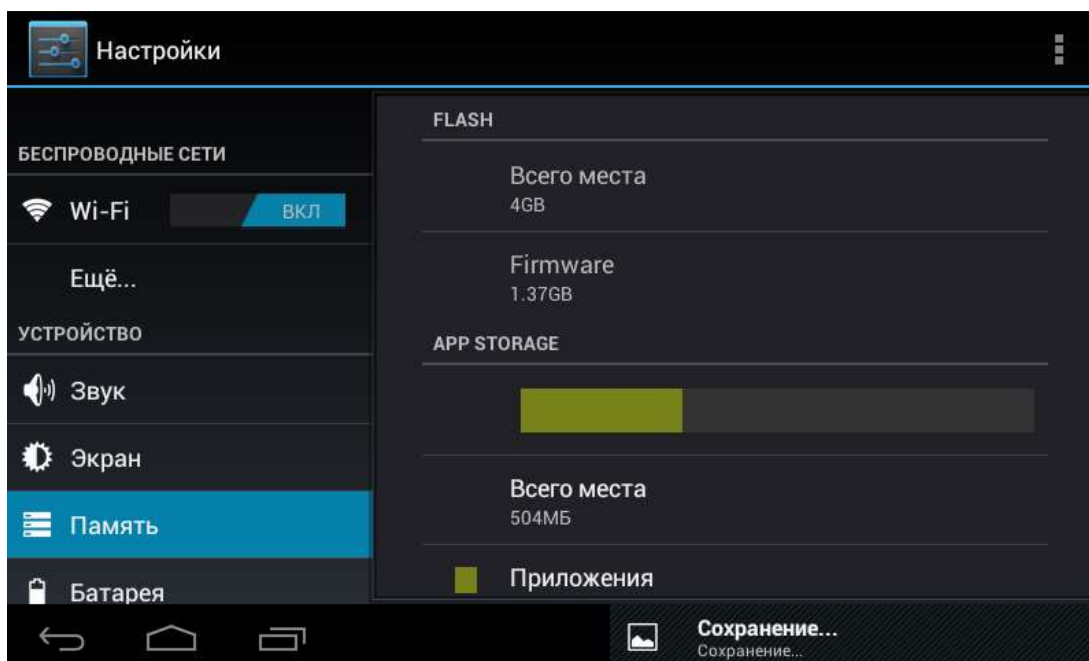 Настройки
БЕСПРОВОДНЫЕ СЕТИ
Wi-Fi
ВКЛ
Ещё...
УСТРОЙСТВО
Звук
Экран
Память
Батарея
FLASH
Всего места
4GB
Firmware
1.37GB
APP STORAGE
Всего места
504МБ
Приложения
Сохранение...
Сохранение...